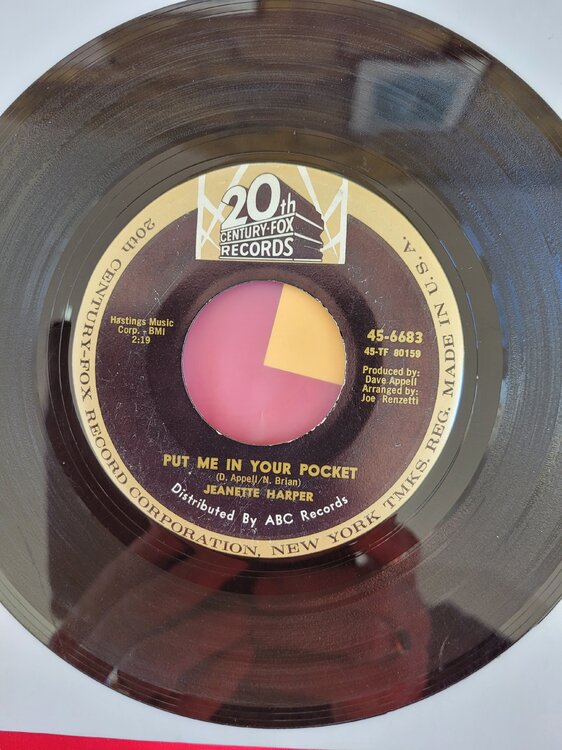 20th
CENTURY-FOX
RECORDS
20th CENTURY-FOX RECORD CORPORATION, NEW YORK TMKS. REG. MADE IN U.S.A.
Hastings Music
Corp. - BMI
2:19
45-6683
45-TF 80159
Produced by:
Dave Appell
Arranged by:
Joe Renzetti
PUT ME IN YOUR POCKET
(D. Appell/N. Brian)
JEANETTE HARPER
Distributed By ABC Records